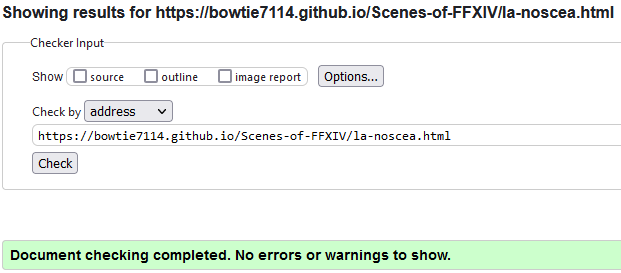 Showing results for https://bowtie7114.github.io/Scenes-of-FFXIV/la-noscea.html
Checker Input
Show source outline image report Options...
Check by address
https://bowtie7114.github.io/Scenes-of-FFXIV/la-noscea.html
Check
Document checking completed. No errors or warnings to show.